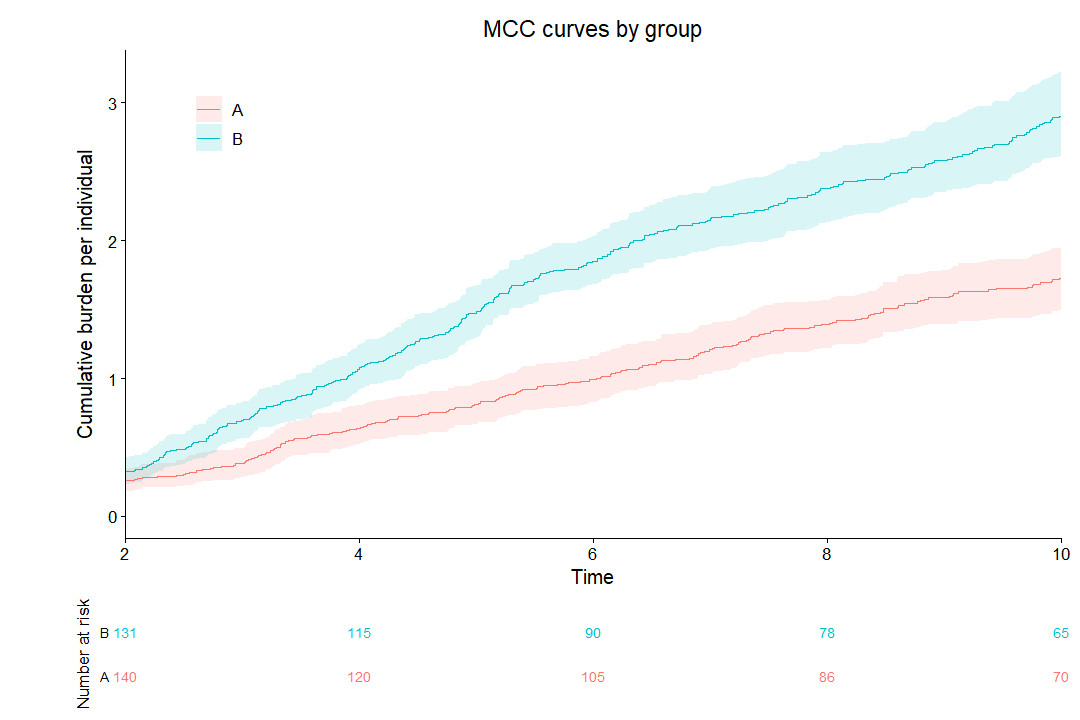 MCC curves by group
Cumulative burden per individual
3
2
1
0
A
B
2 4 6 8 10
Time
Number at risk
B 131 115 90 78 65
A 140 120 105 86 70